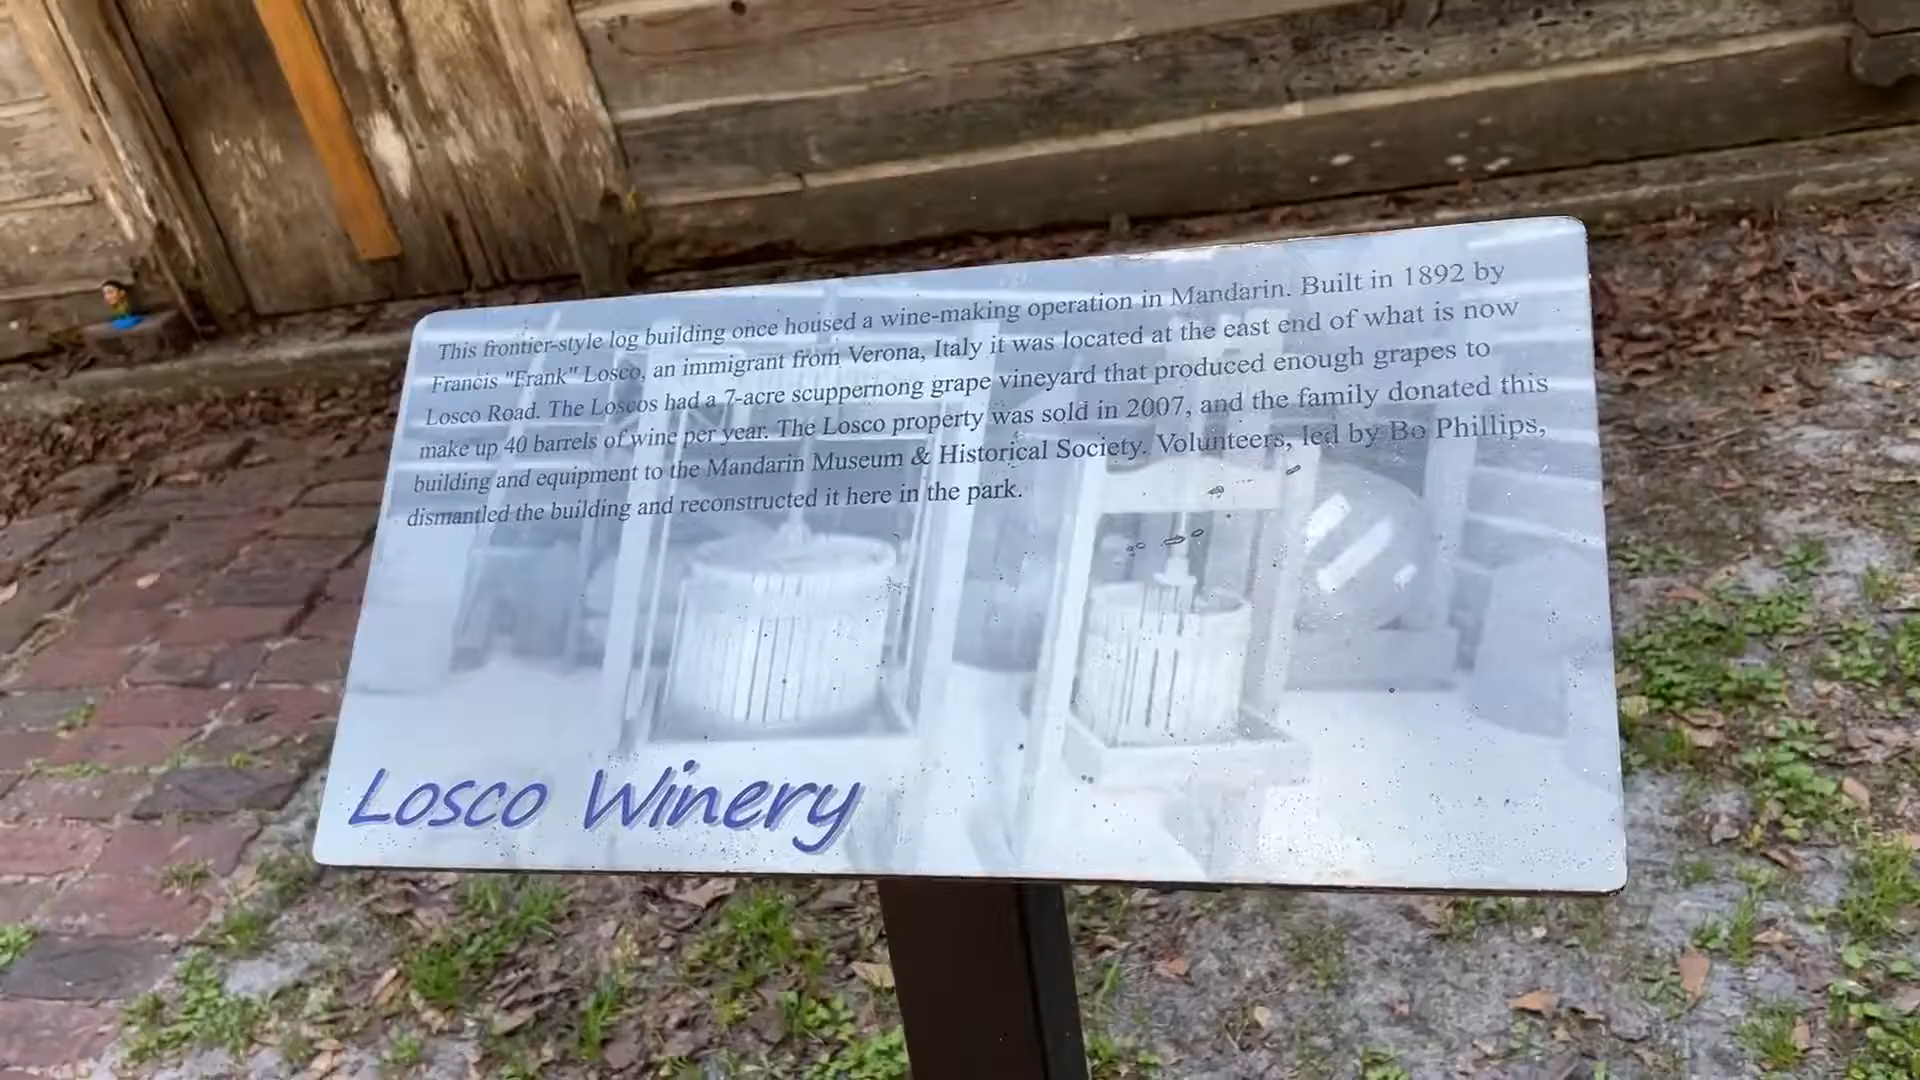 This frontier-style log building once housed a wine-making operation in Mandarin. Built in 1892 by
Francis "Frank" Losco, an immigrant from Verona, Italy it was located at the east end of what is now
Losco Road. The Loscos had a 7-acre scuppernong grape vineyard that produced enough grapes to
make up 40 barrels of wine per year. The Losco property was sold in 2007, and the family donated this
building and equipment to the Mandarin Museum & Historical Society. Volunteers, led by Bo Phillips,
dismantled the building and reconstructed it here in the park.
Losco Winery